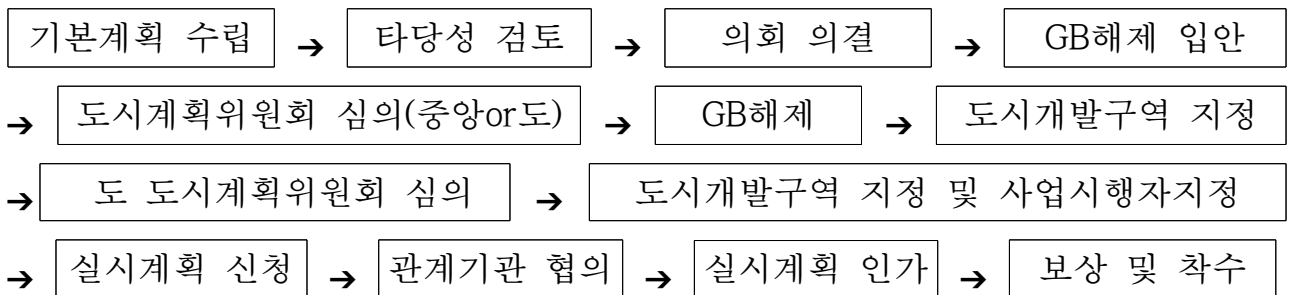 기본계획 수립 → 타당성 검토 → 의회 의결 → GB해제 입안
→ 도시계획위원회 심의(중앙or도) → GB해제 → 도시개발구역 지정
→ 도 도시계획위원회 심의 → 도시개발구역 지정 및 사업시행자지정
→ 실시계획 신청 → 관계기관 협의 → 실시계획 인가 → 보상 및 착수